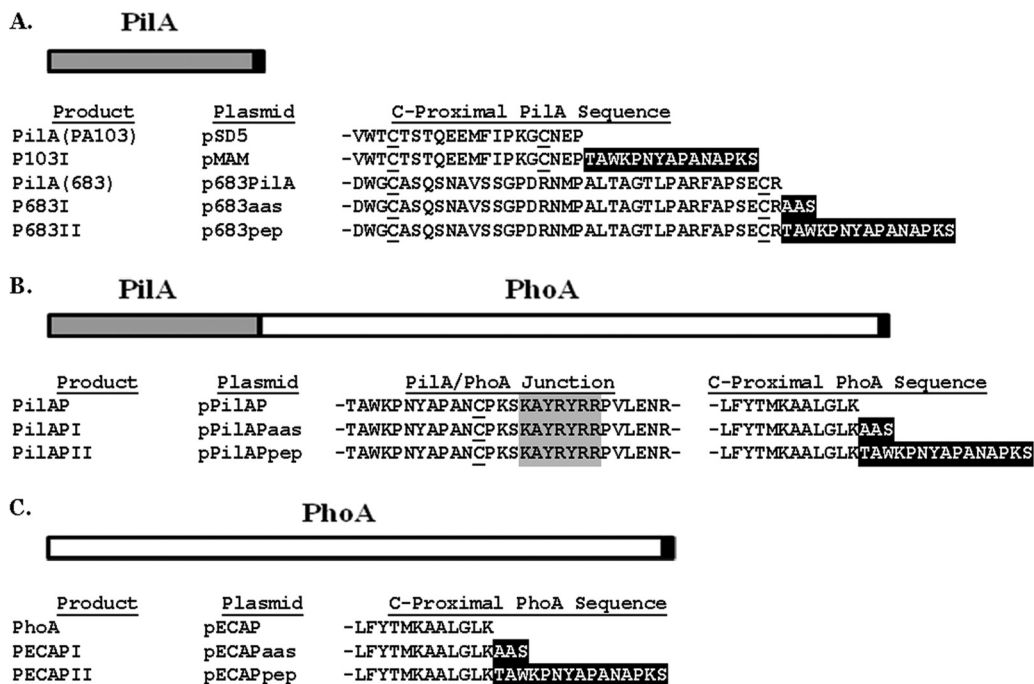 A.
PilA
Product Plasmid C-Proximal PilA Sequence
PilA(PA103) pSD5 -VWTCTSTQEEMFIPKGCNEP
P103I pMAM -VWTCTSTQEEMFIPKGCNEPTAWKPNYAPANAPKS
PilA(683) p683PilA -DWGCASQSNAVSSGPDRNMPALTAGTLPARFAPSECR
P683I p683aas -DWGCASQSNAVSSGPDRNMPALTAGTLPARFAPSECRAAS
P683II p683pep -DWGCASQSNAVSSGPDRNMPALTAGTLPARFAPSECRTAWKPNYAPANAPKS
B.
PilA PhoA
Product Plasmid PilA/PhoA Junction C-Proximal PhoA Sequence
PilAP pPilAP -TAWKPNYAPANCPKSKAYRYRRPVLENR- -LFYTMKAALGLK
PilAPI pPilAPaas -TAWKPNYAPANCPKSKAYRYRRPVLENR- -LFYTMKAALGLKAAS
PilAPII pPilAPpep -TAWKPNYAPANCPKSKAYRYRRPVLENR- -LFYTMKAALGLKTAWKPNYAPANAPKS
C.
PhoA
Product Plasmid C-Proximal PhoA Sequence
PhoA pECAP -LFYTMKAALGLK
PECAPI pECAPaas -LFYTMKAALGLKAAS
PECAPII pECAPpep -LFYTMKAALGLKTAWKPNYAPANAPKS